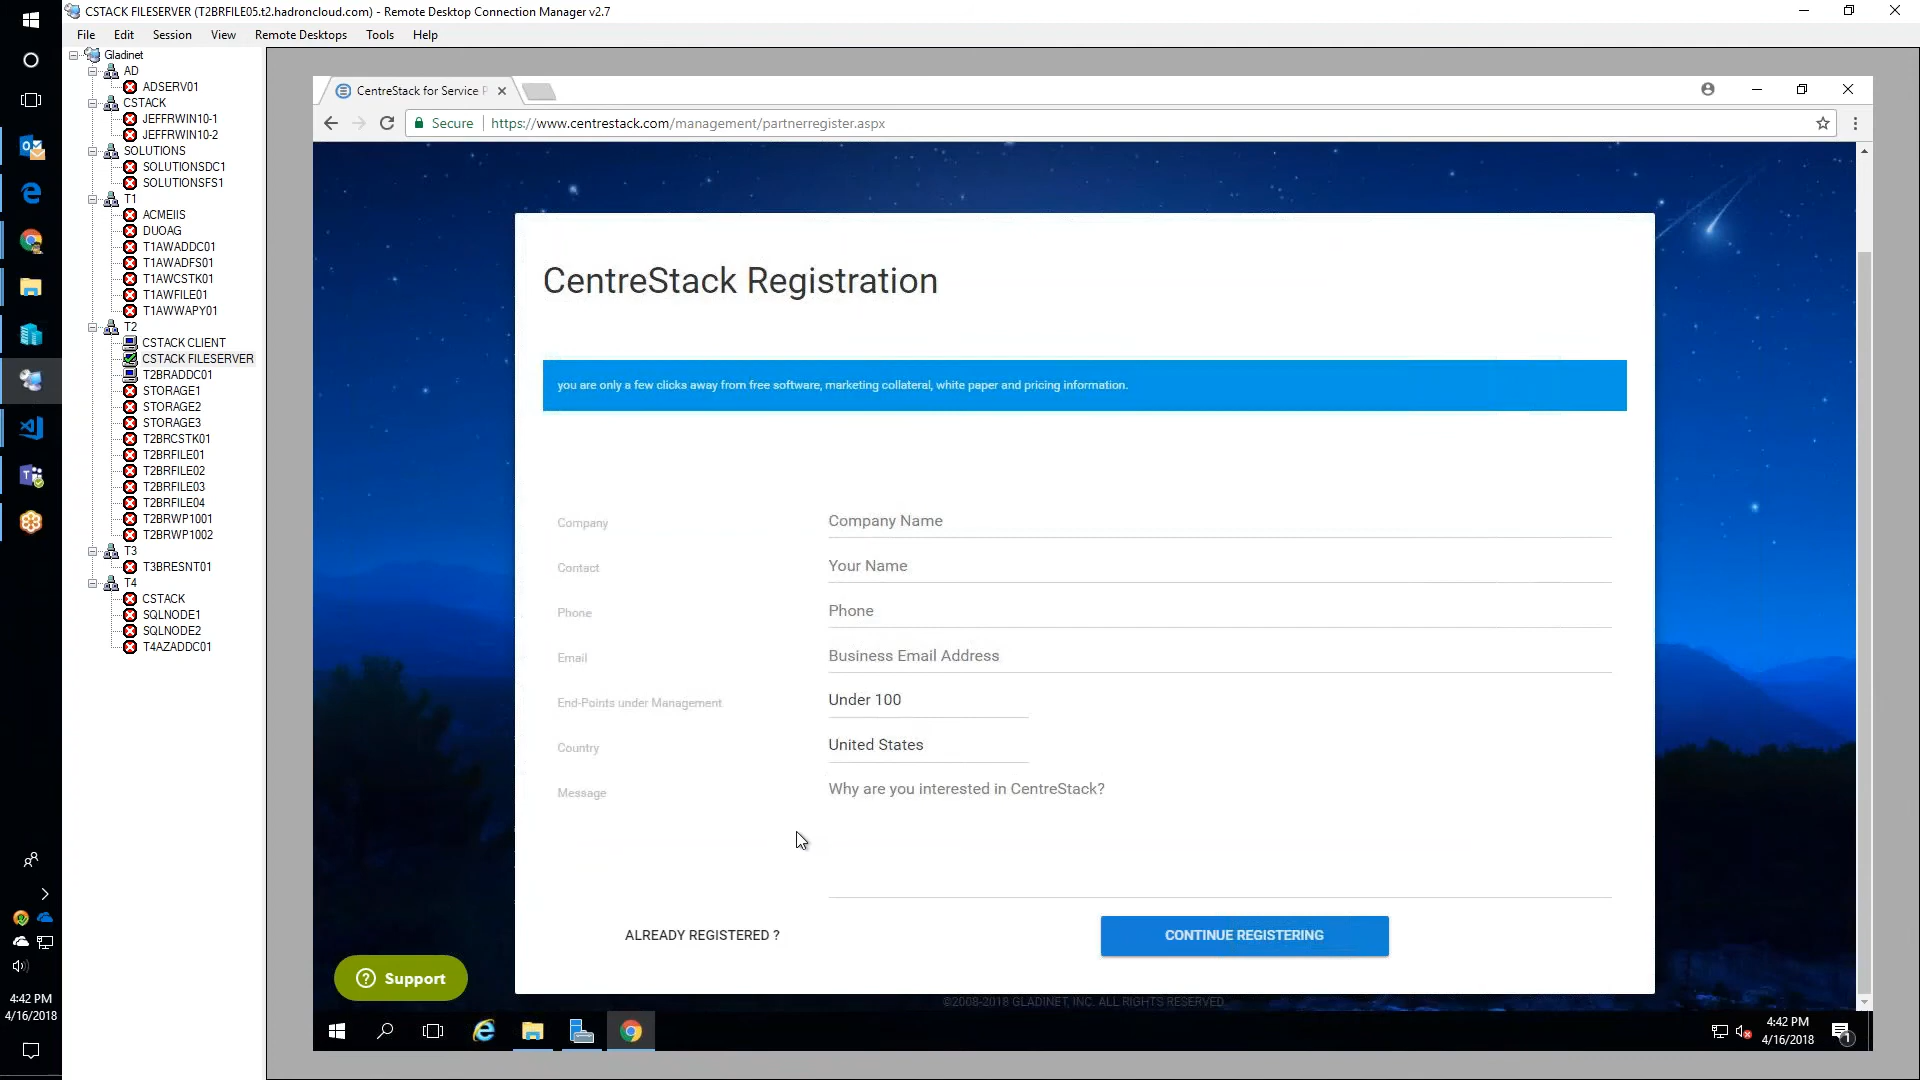 CSTACK FILESERVER (T2BRFILE05.t2.hadroncloud.com) - Remote Desktop Connection Manager v2.7
File Edit Session View Remote Desktops Tools Help
Gladinet
AD
ADSERV01
CSTACK
JEFFRWIN10-1
JEFFRWIN10-2
SOLUTIONS
SOLUTIONSDC1
SOLUTIONSFS1
T1
ACMEIIS
DUOAG
T1AWADDC01
T1AWADFS01
T1AWCSTK01
T1AWFILE01
T1AWWAPY01
T2
CSTACK CLIENT
CSTACK FILESERVER
T2BRADDC01
STORAGE1
STORAGE2
STORAGE3
T2BRCSTK01
T2BRFILE01
T2BRFILE02
T2BRFILE03
T2BRFILE04
T2BRWP1001
T2BRWP1002
T3
T3BRESNT01
T4
CSTACK
SQLNODE1
SQLNODE2
T4AZADDC01
4:42 PM
4/16/2018
CentreStack for Service P
Secure https://www.centrestack.com/management/partnerregister.aspx
CentreStack Registration
you are only a few clicks away from free software, marketing collateral, white paper and pricing information.
Company Company Name
Contact Your Name
Phone Phone
Email Business Email Address
End-Points under Management Under 100
Country United States
Message Why are you interested in CentreStack?
ALREADY REGISTERED ? CONTINUE REGISTERING
Support
©2008-2018 GLADINET, INC. ALL RIGHTS RESERVED.
4:42 PM
4/16/2018
1